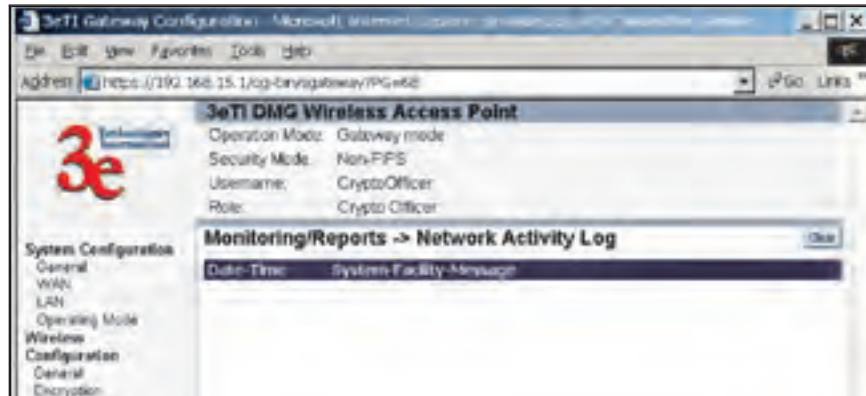 3eTI Gateway Configuration - Microsoft Internet Explorer
File Edit View Favorites Tools Help
Address https://192.168.15.1/cgi-bin/sgateway?PG=68 Go Links
3e
3eTI DMG Wireless Access Point
Operation Mode: Gateway mode
Security Mode: Non-FIPS
Username: CryptoOfficer
Role: Crypto Officer
Monitoring/Reports -> Network Activity Log Clear
Date-Time System-Facility-Message
System Configuration
General
WAN
LAN
Operating Mode
Wireless
Configuration
General
Encryption